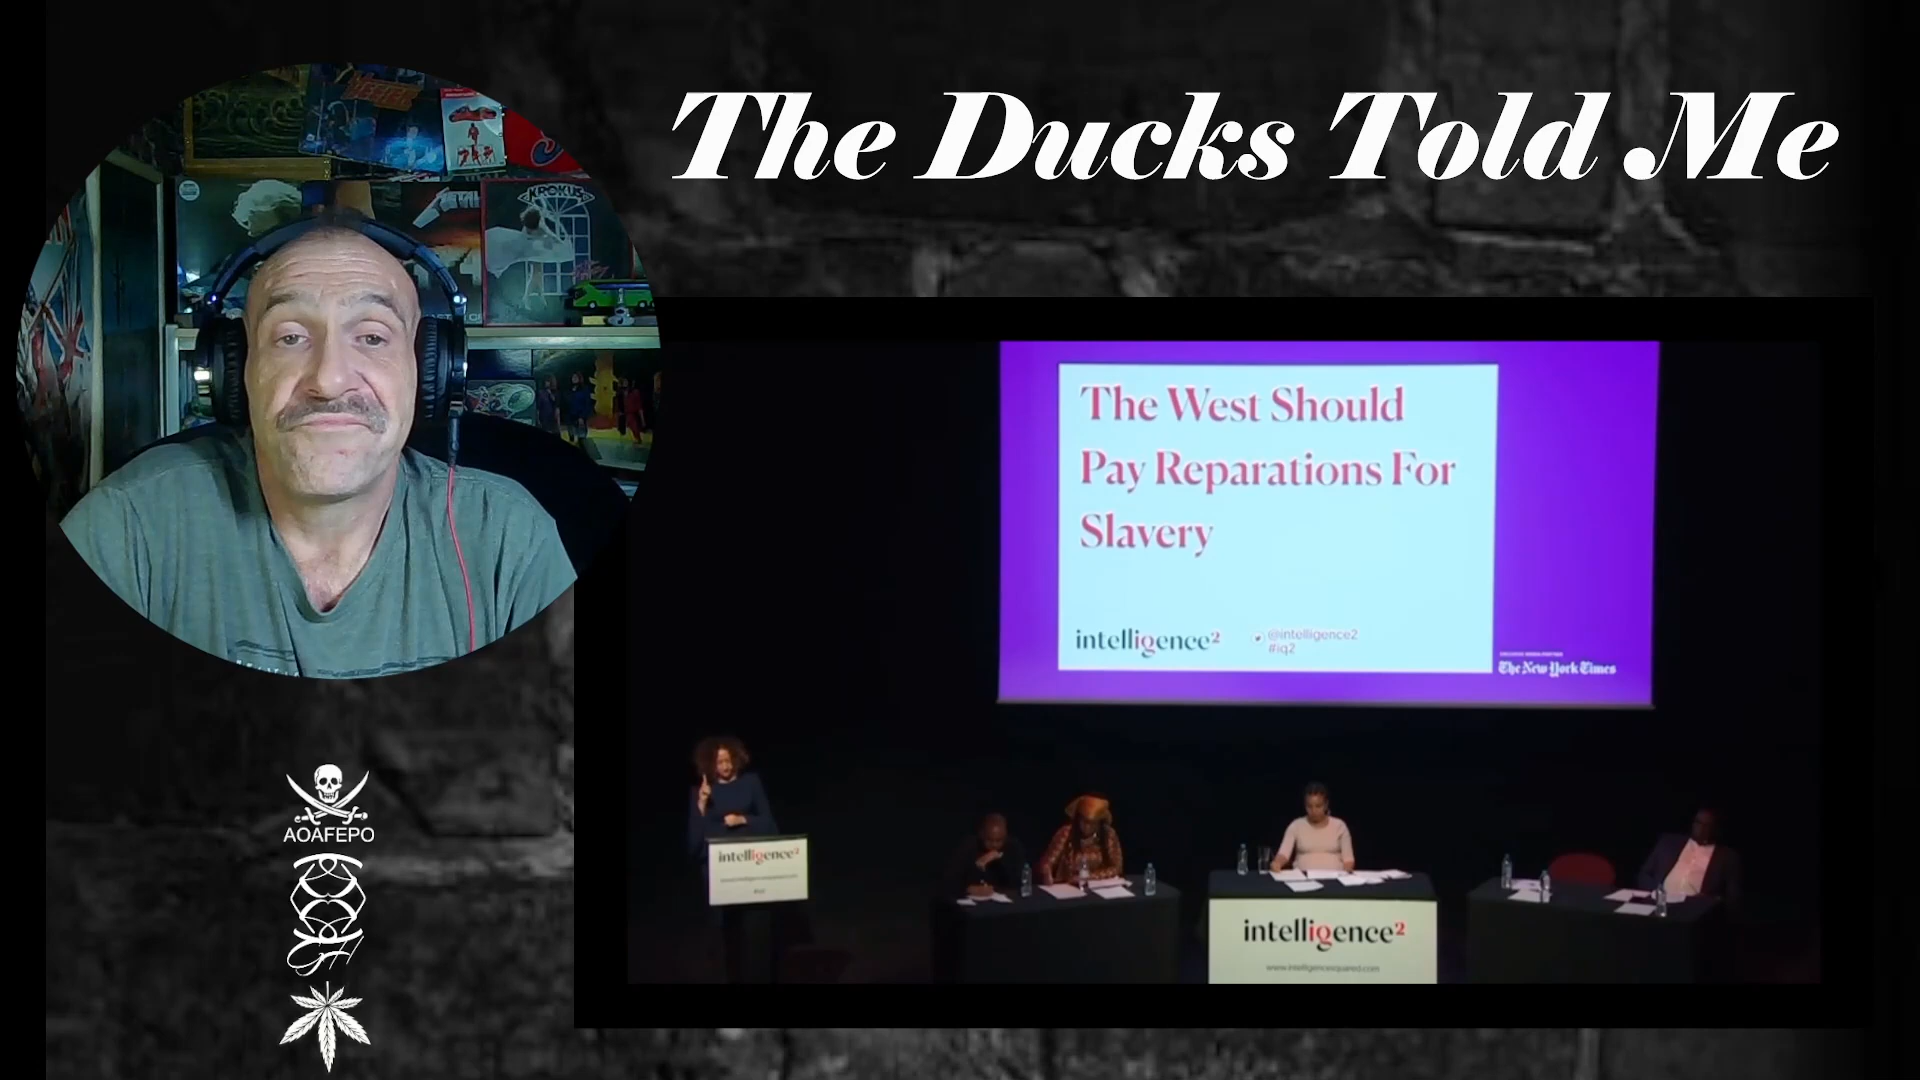 The Ducks Told Me
KROKUS
The West Should
Pay Reparations For
Slavery
intelligence²
@intelligence2
#iq2
The New York Times
AOAFEPO
GH
intelligence²
intelligence²
www.intelligencesquared.com